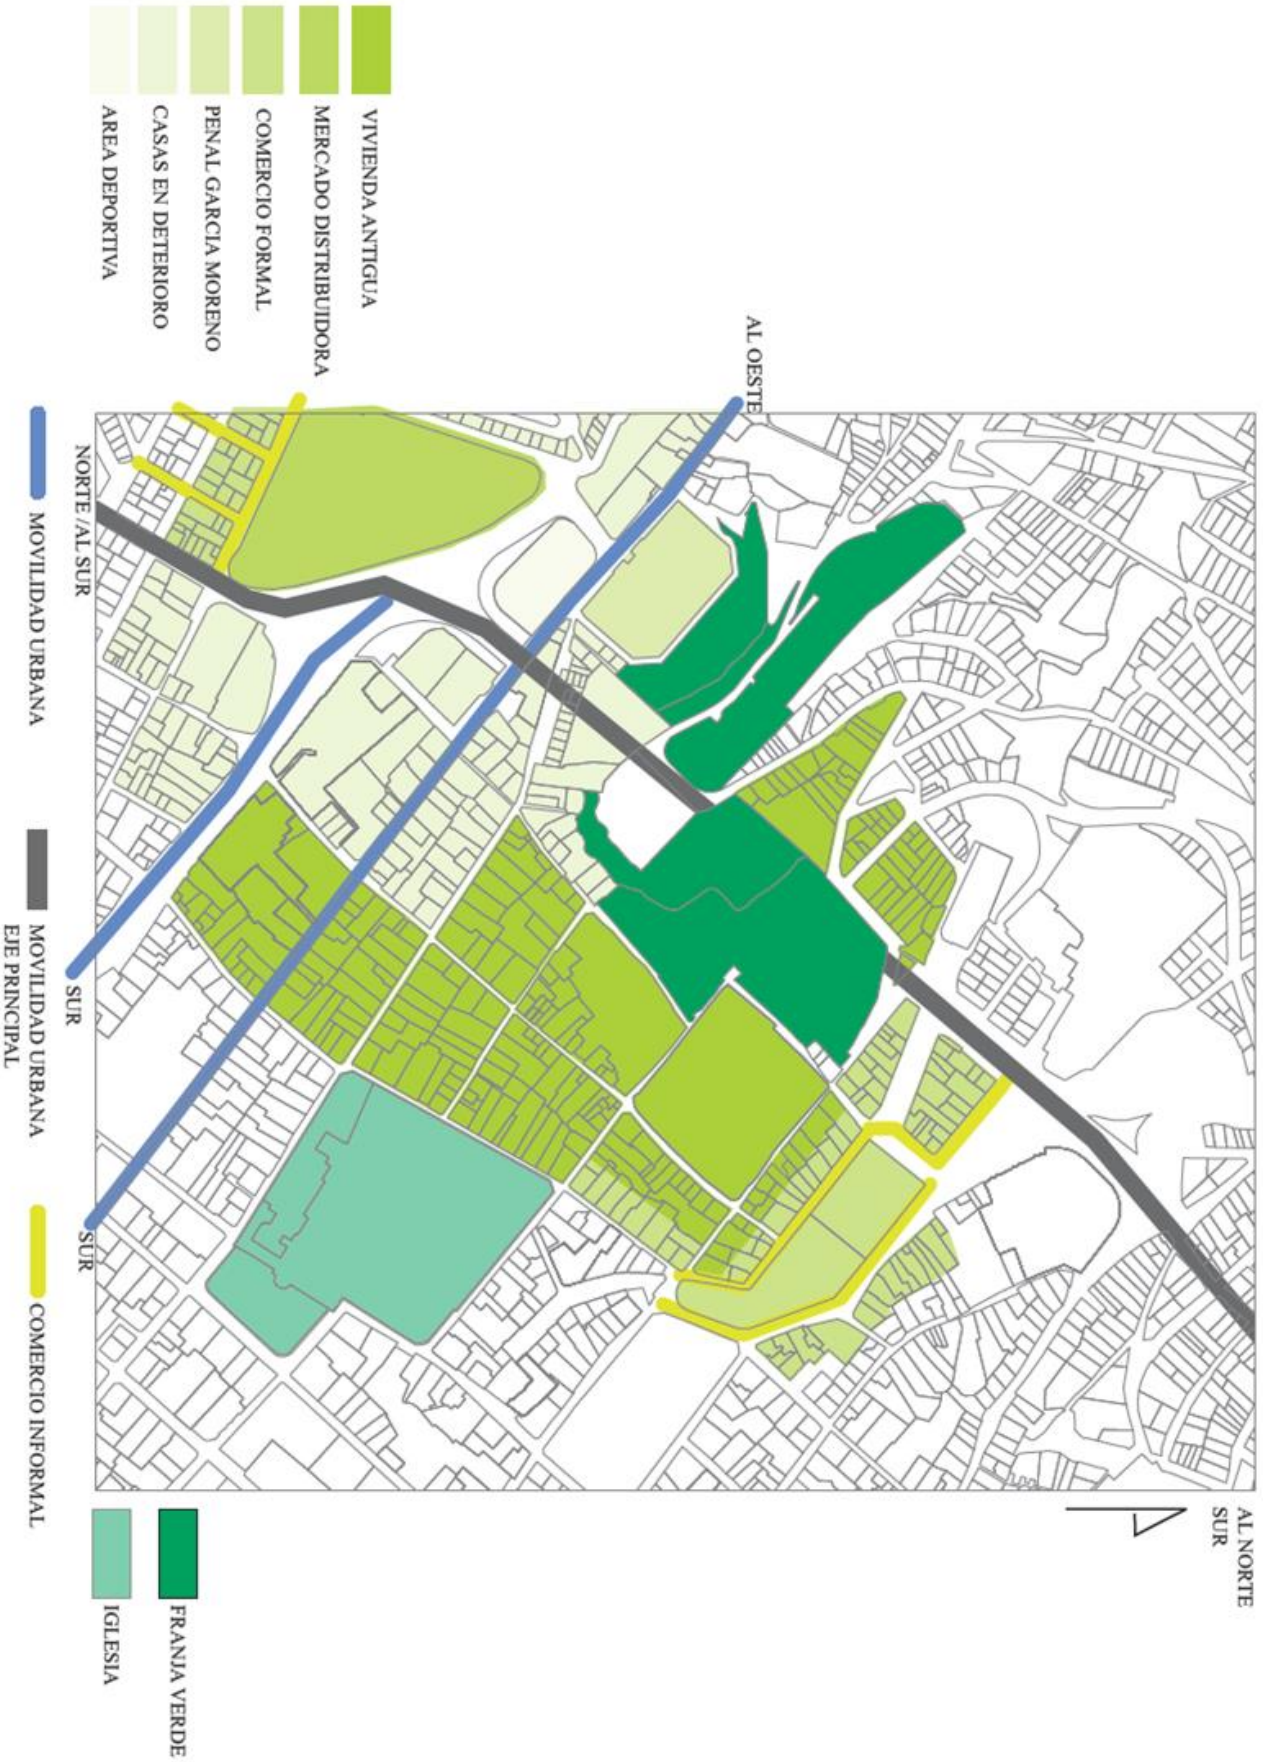 VIVIENDA ANTIGUA
MERCADO DISTRIBUIDORA
COMERCIO FORMAL
PENAL GARCIA MORENO
CASAS EN DETERIORO
AREA DEPORTIVA
AL NORTE
SUR
AL OESTE
NORTE /AL SUR
SUR
SUR
FRANJA VERDE
IGLESIA
MOVILIDAD URBANA
MOVILIDAD URBANA
EJE PRINCIPAL
COMERCIO INFORMAL